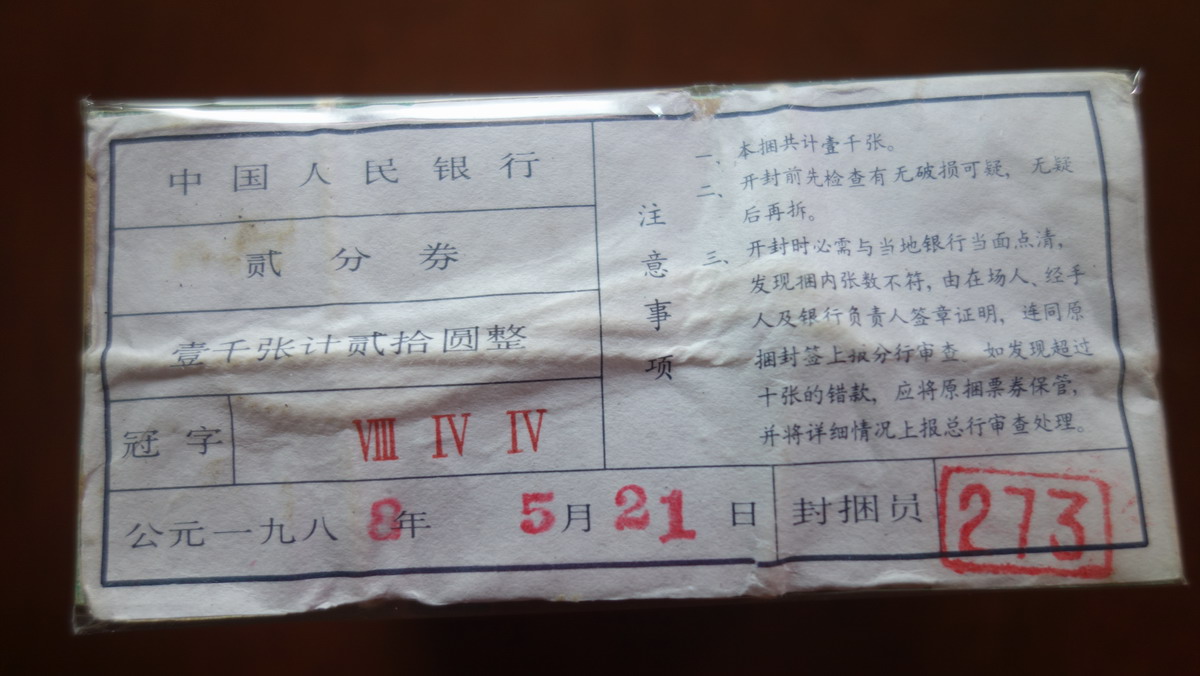 中国人民银行
贰分券
壹千张计贰拾圆整
冠字 Ⅷ Ⅳ Ⅳ
注意事项
一、本捆共计壹千张。
二、开封前先检查有无破损可疑，无疑
后再拆。
三、开封时必需与当地银行当面点清，
发现捆内张数不符，由在场人、经手
人及银行负责人签章证明，连同原
捆封签上报分行审查。如发现超过
十张的错款，应将原捆票券保管，
并将详细情况上报总行审查处理。
公元一九八8年 5月21日 封捆员 273